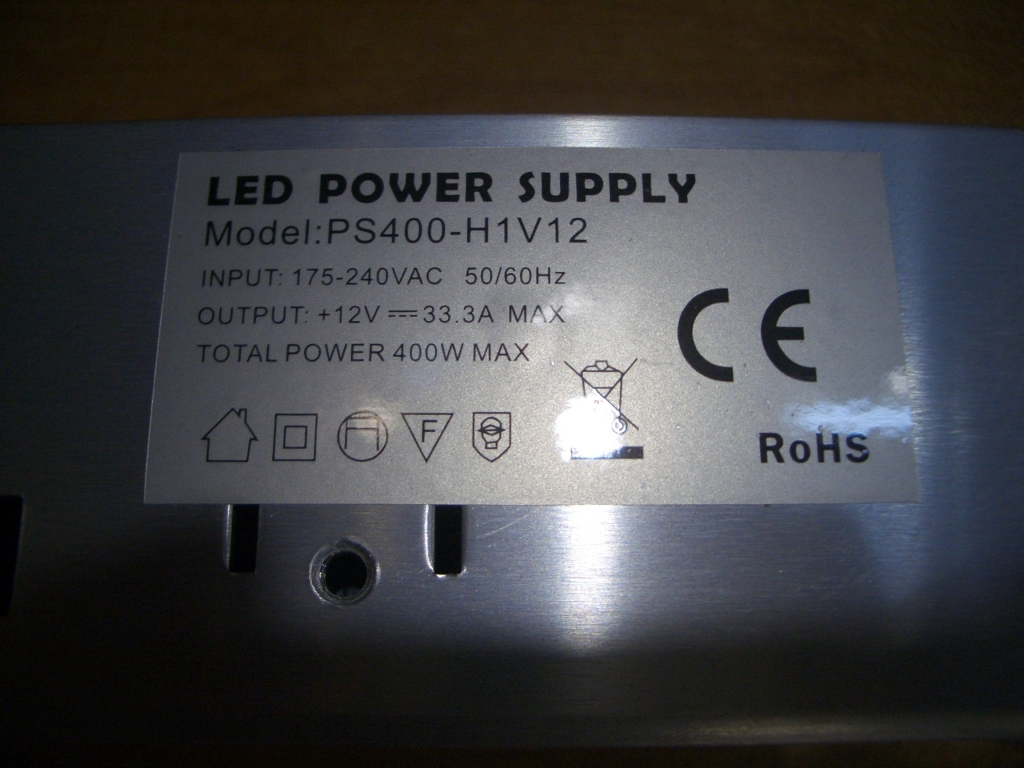 LED POWER SUPPLY
Model:PS400-H1V12
INPUT: 175-240VAC 50/60Hz
OUTPUT: +12V ⎓ 33.3A MAX
TOTAL POWER 400W MAX
CE
F
RoHS